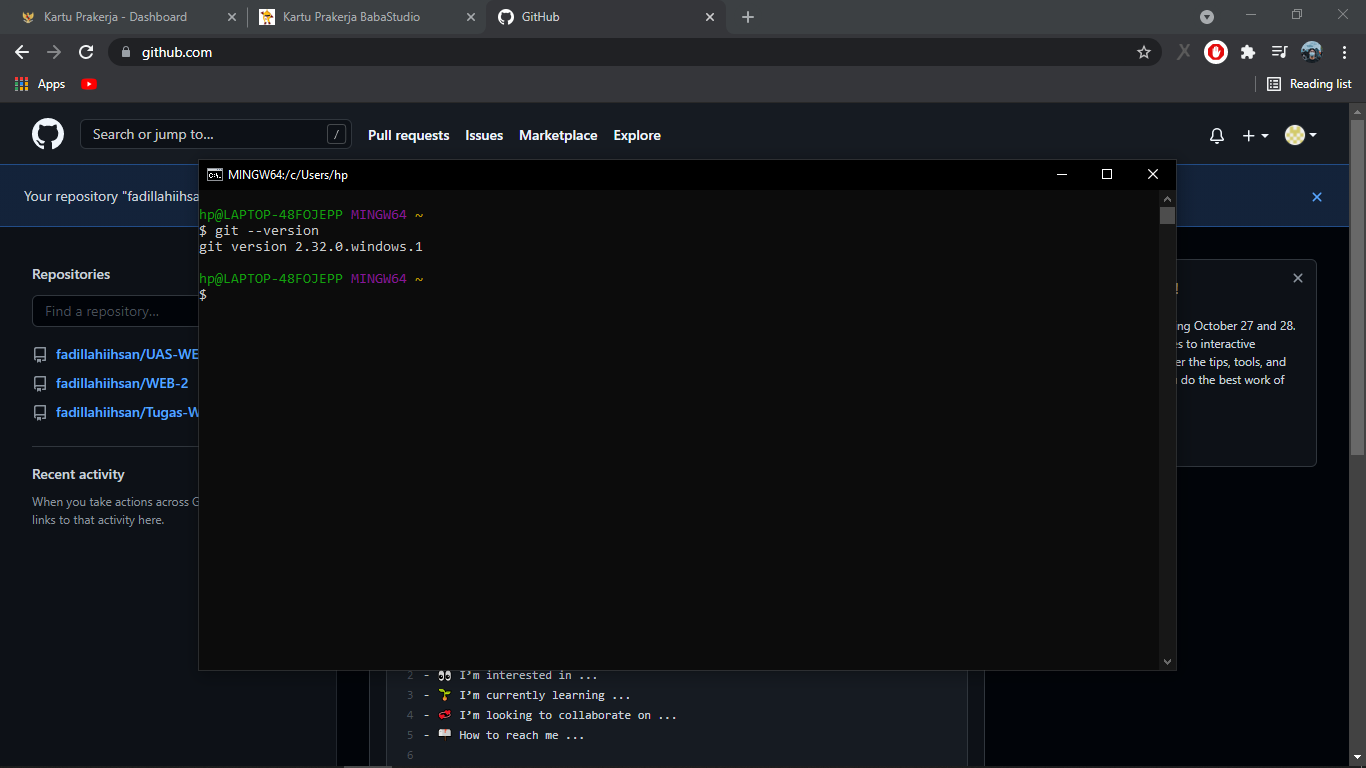 Kartu Prakerja - Dashboard
Kartu Prakerja BabaStudio
GitHub
github.com
Apps
Reading list
Search or jump to...
/
Pull requests
Issues
Marketplace
Explore
Your repository "fadillahiihsa
MINGW64:/c/Users/hp
hp@LAPTOP-48FOJEPP MINGW64 ~
$ git --version
git version 2.32.0.windows.1
hp@LAPTOP-48FOJEPP MINGW64 ~
$
Repositories
Find a repository...
fadillahiihsan/UAS-WE
fadillahiihsan/WEB-2
fadillahiihsan/Tugas-W
Recent activity
When you take actions across G
links to that activity here.
!
ng October 27 and 28.
s to interactive
er the tips, tools, and
do the best work of
2 - 👀 I'm interested in ...
3 - 🌱 I'm currently learning ...
4 - 💞️ I'm looking to collaborate on ...
5 - 📫 How to reach me ...
6